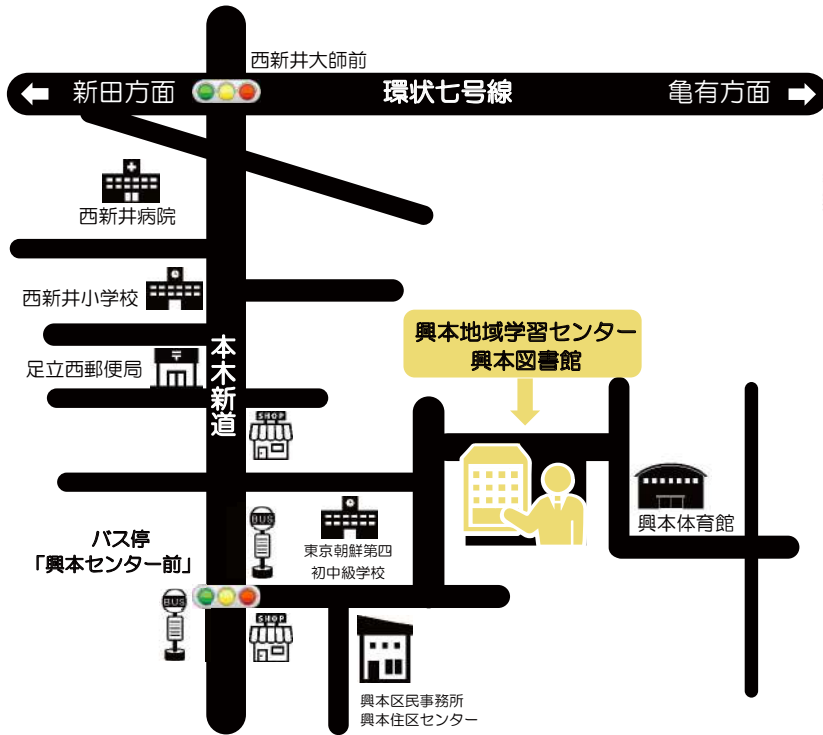 西新井大師前
新田方面
環状七号線
亀有方面
西新井病院
西新井小学校
足立西郵便局
本木新道
SHOP
興本地域学習センター
興本図書館
興本体育館
BUS
東京朝鮮第四
初中級学校
バス停
「興本センター前」
BUS
SHOP
興本区民事務所
興本住区センター